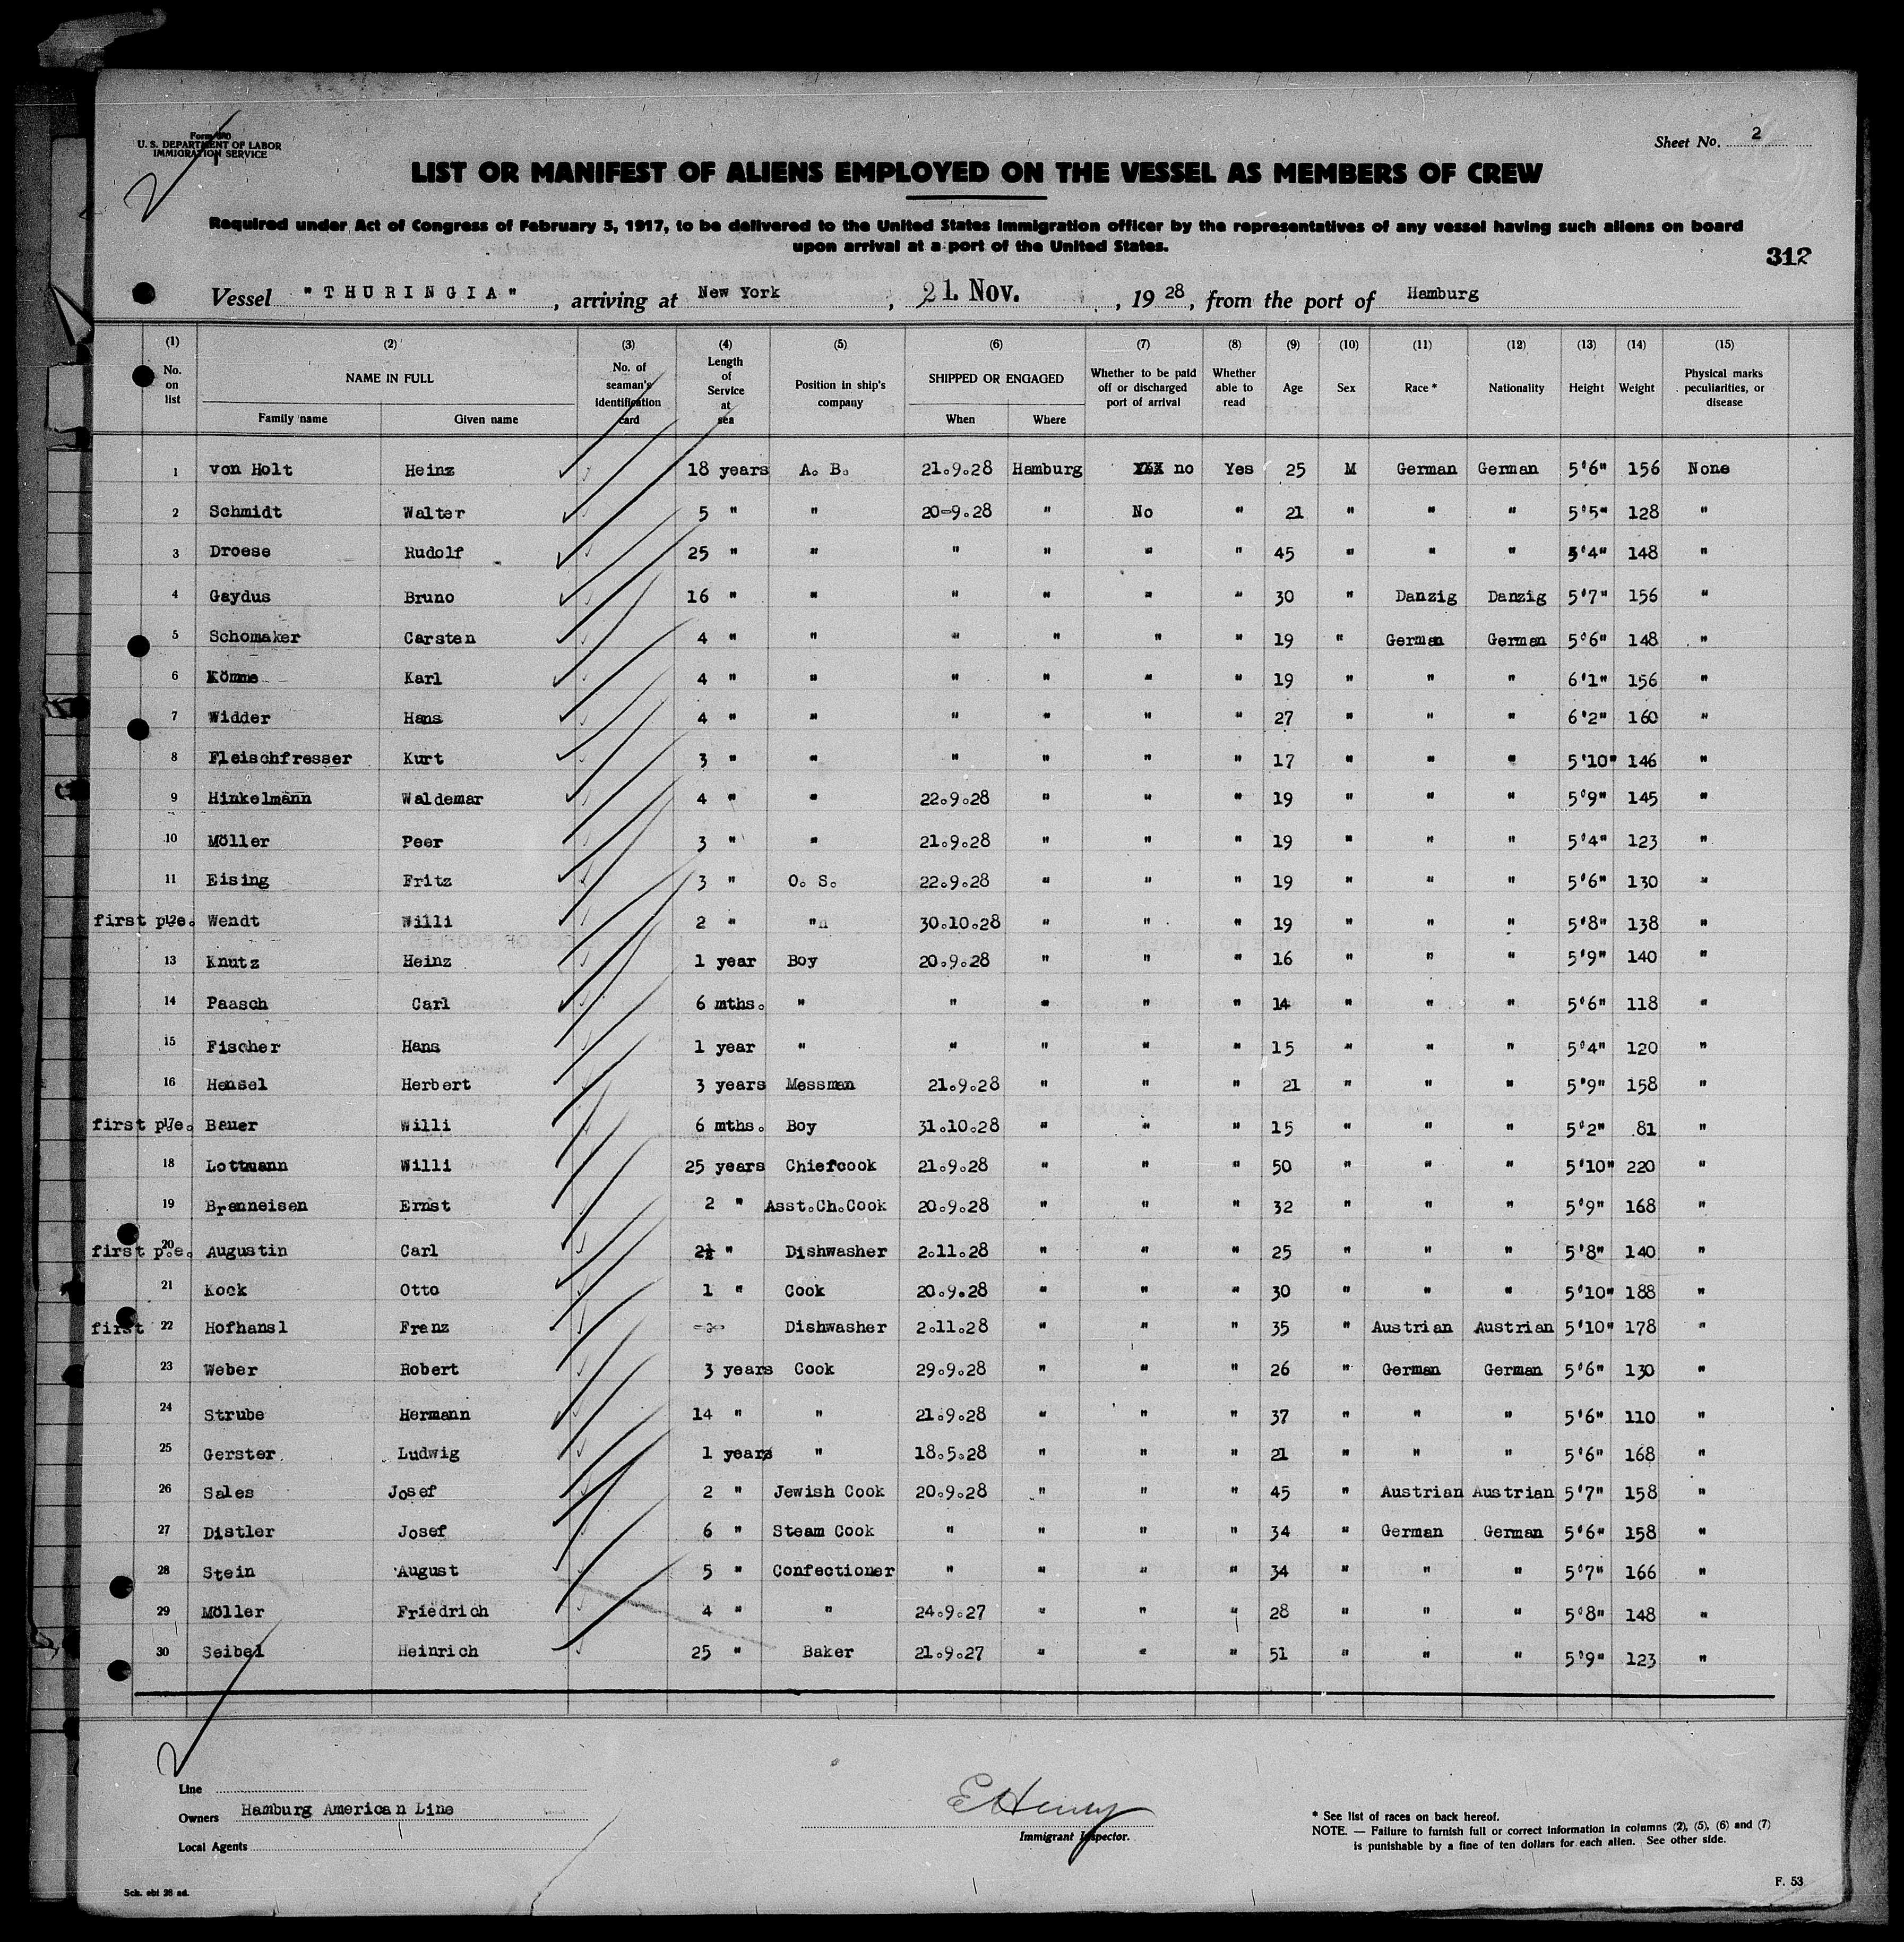 Form 680
U. S. DEPARTMENT OF LABOR
IMMIGRATION SERVICE
Sheet No. 2
LIST OR MANIFEST OF ALIENS EMPLOYED ON THE VESSEL AS MEMBERS OF CREW
Required under Act of Congress of February 5, 1917, to be delivered to the United States immigration officer by the representatives of any vessel having such aliens on board
upon arrival at a port of the United States.
312
Vessel "THURINGIA", arriving at New York, 21. Nov., 1928, from the port of Hamburg
(1) (2) (3) (4) (5) (6) (7) (8) (9) (10) (11) (12) (13) (14) (15)
No. on list NAME IN FULL Family name Given name No. of seaman's identification card Length of Service at sea Position in ship's company SHIPPED OR ENGAGED When Where Whether to be paid off or discharged port of arrival Whether able to read Age Sex Race * Nationality Height Weight Physical marks peculiarities, or disease
1 von Holt Heinz 18 years A. B. 21.9.28 Hamburg no Yes 25 M German German 5'6" 156 None
2 Schmidt Walter 5 " " 20-9.28 " No " 21 " " " 5'5" 128 "
3 Droese Rudolf 25 " " " " " " 45 " " " 5'4" 148 "
4 Gaydus Bruno 16 " " " " " " 30 " Danzig Danzig 5'7" 156 "
5 Schomaker Carsten 4 " " " " " " 19 " German German 5'6" 148 "
6 Kömme Karl 4 " " " " " " 19 " " " 6'1" 156 "
7 Widder Hans 4 " " " " " " 27 " " " 6'2" 160 "
8 Fleischfresser Kurt 3 " " " " " " 17 " " " 5'10" 146 "
9 Hinkelmann Waldemar 4 " " 22.9.28 " " " 19 " " " 5'9" 145 "
10 Möller Peer 3 " " 21.9.28 " " " 19 " " " 5'4" 123 "
11 Eising Fritz 3 " O. S. 22.9.28 " " " 19 " " " 5'6" 130 "
first p.e. 12 Wendt Willi 2 " " 30.10.28 " " " 19 " " " 5'8" 138 "
13 Knutz Heinz 1 year Boy 20.9.28 " " " 16 " " " 5'9" 140 "
14 Paasch Carl 6 mths. " " " " " 14 " " " 5'6" 118 "
15 Fischer Hans 1 year " " " " " 15 " " " 5'4" 120 "
16 Hensel Herbert 3 years Messman 21.9.28 " " " 21 " " " 5'9" 158 "
first p.e. 17 Bauer Willi 6 mths. Boy 31.10.28 " " " 15 " " " 5'2" 81 "
18 Lottmann Willi 25 years Chiefcook 21.9.28 " " " 50 " " " 5'10" 220 "
19 Brenneisen Ernst 2 " Asst.Ch.Cook 20.9.28 " " " 32 " " " 5'9" 168 "
first p.e. 20 Augustin Carl 2½ " Dishwasher 2.11.28 " " " 25 " " " 5'8" 140 "
21 Kock Otto 1 " Cook 20.9.28 " " " 30 " " " 5'10" 188 "
first 22 Hofhansl Franz Dishwasher 2.11.28 " " " 35 " Austrian Austrian 5'10" 178 "
23 Weber Robert 3 years Cook 29.9.28 " " " 26 " German German 5'6" 130 "
24 Strube Hermann 14 " " 21.9.28 " " " 37 " " " 5'6" 110 "
25 Gerster Ludwig 1 years " 18.5.28 " " " 21 " " " 5'6" 168 "
26 Sales Josef 2 " Jewish Cook 20.9.28 " " " 45 " Austrian Austrian 5'7" 158 "
27 Distler Josef 6 " Steam Cook " " " " 34 " German German 5'6" 158 "
28 Stein August 5 " Confectioner " " " " 34 " " " 5'7" 166 "
29 Möller Friedrich 4 " " 24.9.27 " " " 28 " " " 5'8" 148 "
30 Seibel Heinrich 25 " Baker 21.9.27 " " " 51 " " " 5'9" 123 "
Line
Owners Hamburg American Line
Local Agents
EHenry
Immigrant Inspector.
* See list of races on back hereof.
NOTE. — Failure to furnish full or correct information in columns (2), (5), (6) and (7)
is punishable by a fine of ten dollars for each alien. See other side.
Sch. ebt 28 ad.
F. 53